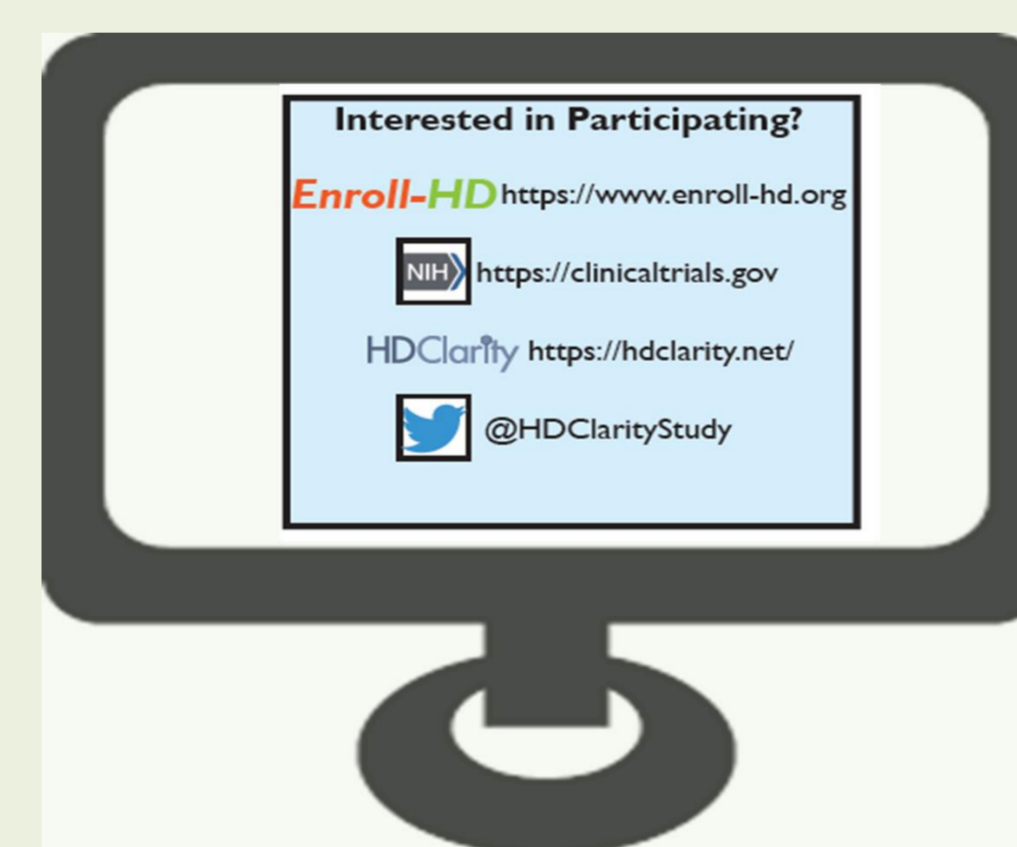 Interested in Participating?
Enroll-HD https://www.enroll-hd.org
NIH https://clinicaltrials.gov
HDClarity https://hdclarity.net/
@HDClarityStudy